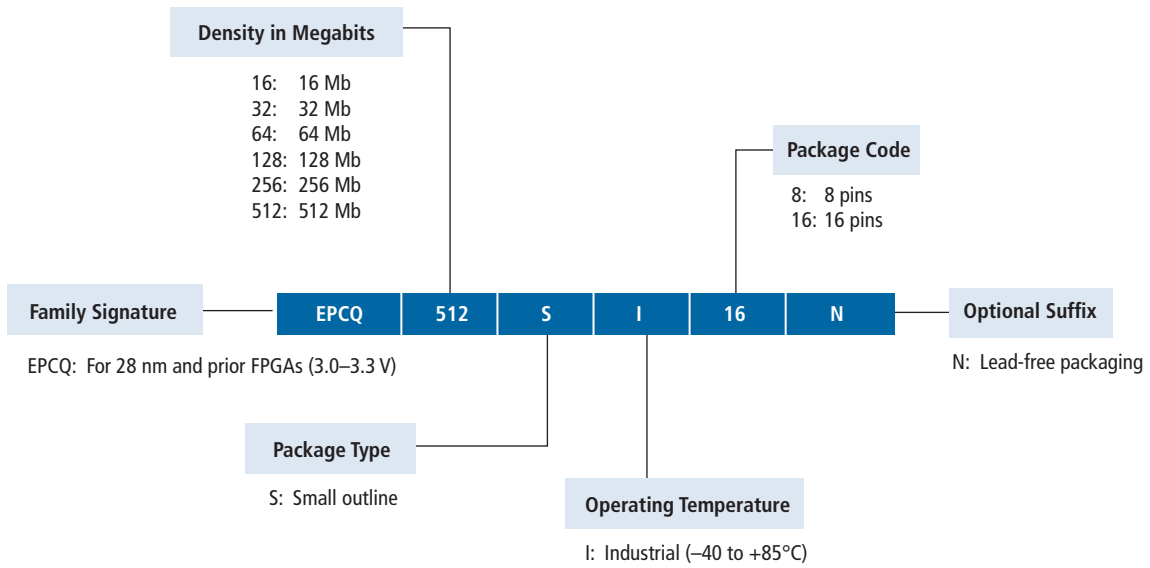 Density in Megabits
16: 16 Mb
32: 32 Mb
64: 64 Mb
128: 128 Mb
256: 256 Mb
512: 512 Mb
Package Code
8: 8 pins
16: 16 pins
Family Signature
EPCQ 512 S I 16 N
Optional Suffix
EPCQ: For 28 nm and prior FPGAs (3.0–3.3 V)
N: Lead-free packaging
Package Type
S: Small outline
Operating Temperature
I: Industrial (–40 to +85°C)